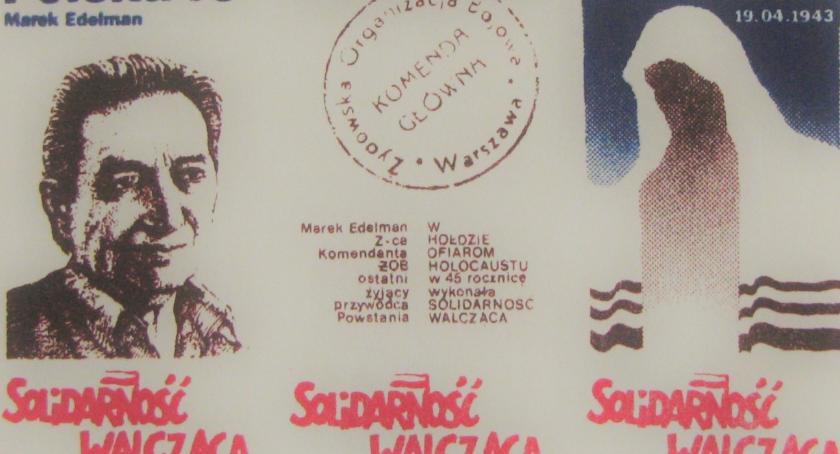 Marek Edelman
Żydowska Organizacja Bojowa • Warszawa •
KOMENDA
GŁÓWNA
19.04.1943
Marek Edelman
Z-ca
Komendanta
ŻOB
ostatni
żyjący
przywódca
Powstania
W
HOŁDZIE
OFIAROM
HOLOCAUSTU
w 45 rocznicę
wykonała
SOLIDARNOŚĆ
WALCZĄCA
SOLiDARNOŚĆ
WALCZĄCA
SOLiDARNOŚĆ
WALCZĄCA
SOLiDARNOŚĆ
WALCZĄCA